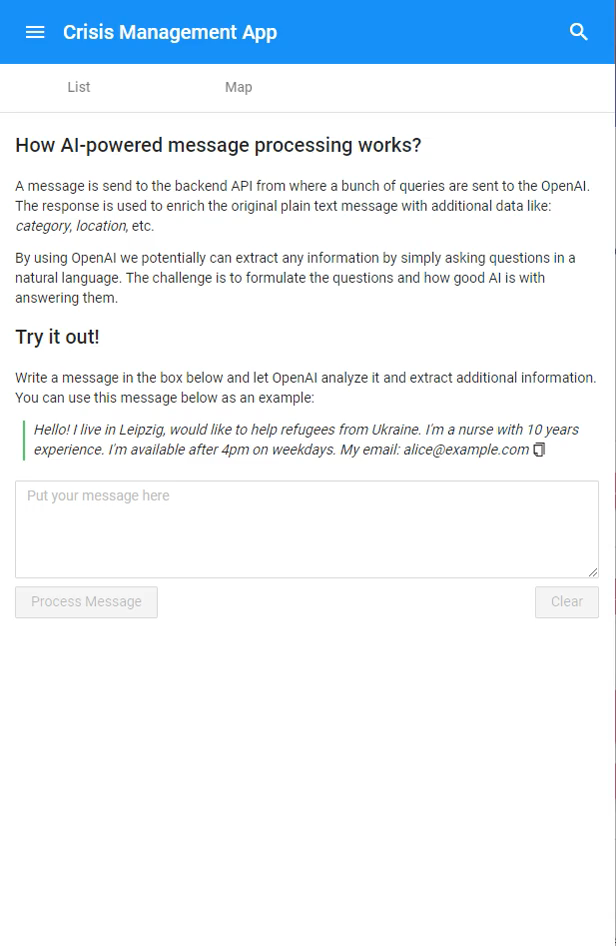 Crisis Management App
List Map
How AI-powered message processing works?
A message is send to the backend API from where a bunch of queries are sent to the OpenAI.
The response is used to enrich the original plain text message with additional data like:
category, location, etc.
By using OpenAI we potentially can extract any information by simply asking questions in a
natural language. The challenge is to formulate the questions and how good AI is with
answering them.
Try it out!
Write a message in the box below and let OpenAI analyze it and extract additional information.
You can use this message below as an example:
Hello! I live in Leipzig, would like to help refugees from Ukraine. I'm a nurse with 10 years
experience. I'm available after 4pm on weekdays. My email: alice@example.com
Put your message here
Process Message Clear